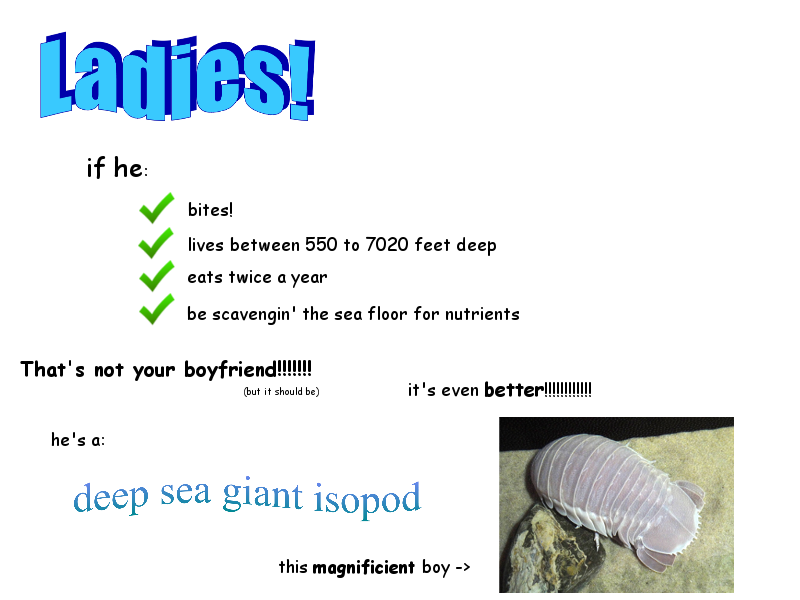 Ladies!
if he:
bites!
lives between 550 to 7020 feet deep
eats twice a year
be scavengin' the sea floor for nutrients
That's not your boyfriend!!!!!!!
(but it should be)
it's even better!!!!!!!!!!!!
he's a:
deep sea giant isopod
this magnificient boy ->